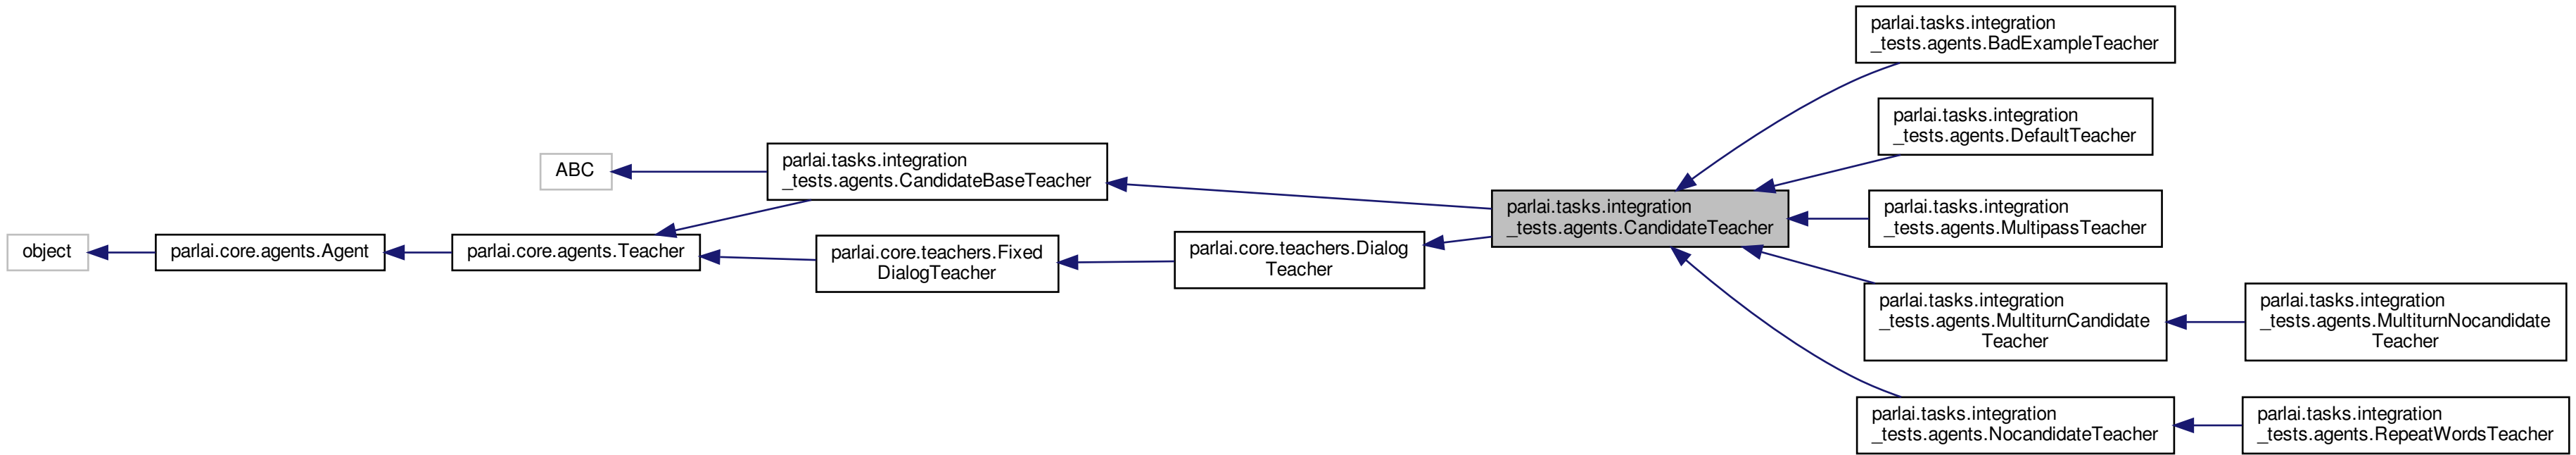 object
parlai.core.agents.Agent
parlai.core.agents.Teacher
ABC
parlai.tasks.integration
_tests.agents.CandidateBaseTeacher
parlai.core.teachers.Fixed
DialogTeacher
parlai.core.teachers.Dialog
Teacher
parlai.tasks.integration
_tests.agents.CandidateTeacher
parlai.tasks.integration
_tests.agents.BadExampleTeacher
parlai.tasks.integration
_tests.agents.DefaultTeacher
parlai.tasks.integration
_tests.agents.MultipassTeacher
parlai.tasks.integration
_tests.agents.MultiturnCandidate
Teacher
parlai.tasks.integration
_tests.agents.MultiturnNocandidate
Teacher
parlai.tasks.integration
_tests.agents.NocandidateTeacher
parlai.tasks.integration
_tests.agents.RepeatWordsTeacher